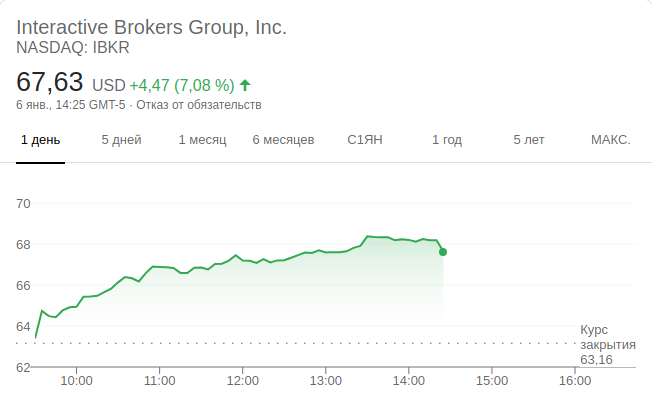 Interactive Brokers Group, Inc.
NASDAQ: IBKR
67,63 USD +4,47 (7,08 %)
6 янв., 14:25 GMT-5 · Отказ от обязательств
1 день 5 дней 1 месяц 6 месяцев С1ЯН 1 год 5 лет МАКС.
70
68
66
64
62
Курс
закрытия
63,16
10:00 11:00 12:00 13:00 14:00 15:00 16:00